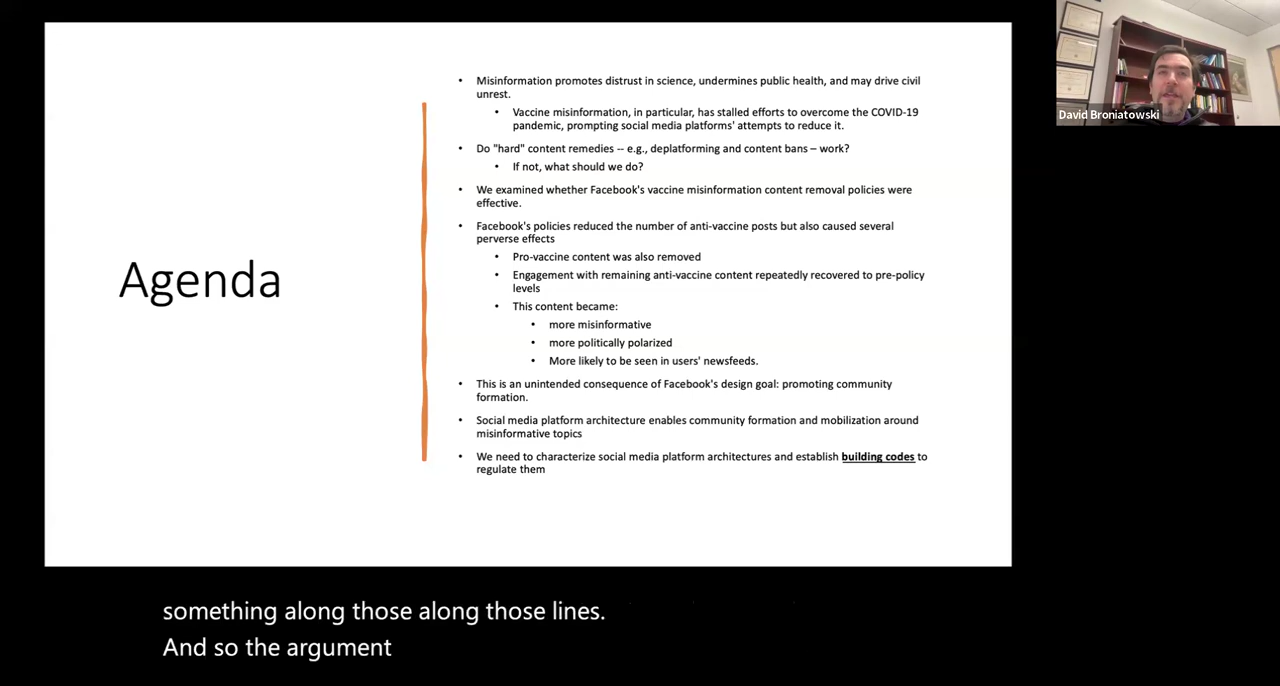 Agenda
• Misinformation promotes distrust in science, undermines public health, and may drive civil
unrest.
• Vaccine misinformation, in particular, has stalled efforts to overcome the COVID-19
pandemic, prompting social media platforms' attempts to reduce it.
• Do "hard" content remedies -- e.g., deplatforming and content bans – work?
• If not, what should we do?
• We examined whether Facebook's vaccine misinformation content removal policies were
effective.
• Facebook's policies reduced the number of anti-vaccine posts but also caused several
perverse effects
• Pro-vaccine content was also removed
• Engagement with remaining anti-vaccine content repeatedly recovered to pre-policy
levels
• This content became:
• more misinformative
• more politically polarized
• More likely to be seen in users' newsfeeds.
• This is an unintended consequence of Facebook's design goal: promoting community
formation.
• Social media platform architecture enables community formation and mobilization around
misinformative topics
• We need to characterize social media platform architectures and establish building codes to
regulate them
David Broniatowski
something along those along those lines.
And so the argument